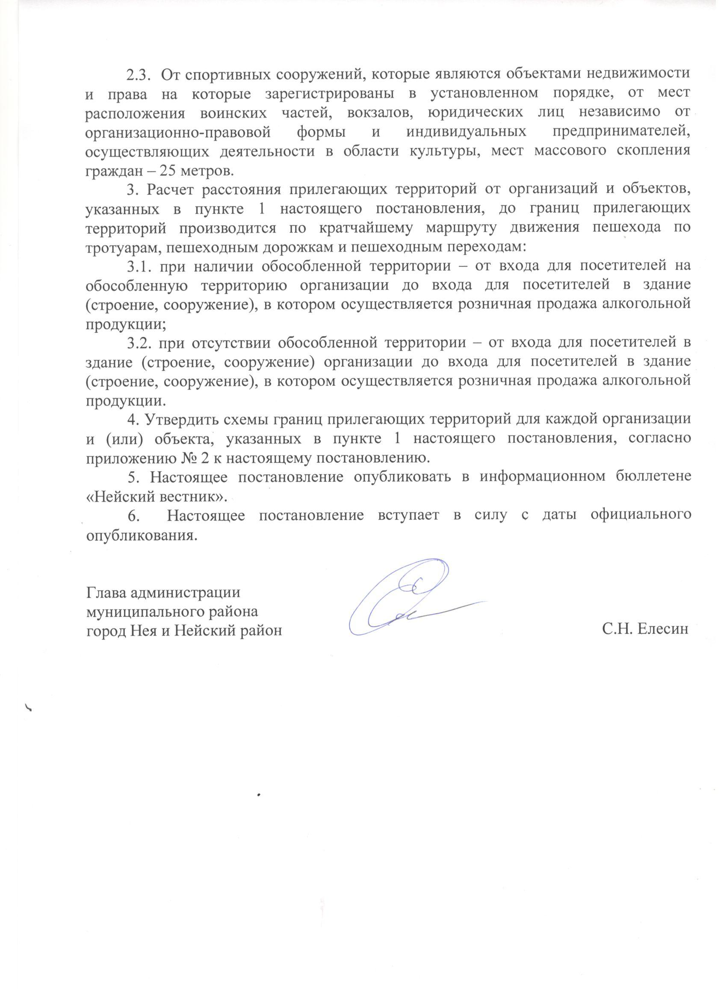 2.3. От спортивных сооружений, которые являются объектами недвижимости
и права на которые зарегистрированы в установленном порядке, от мест
расположения воинских частей, вокзалов, юридических лиц независимо от
организационно-правовой формы и индивидуальных предпринимателей,
осуществляющих деятельности в области культуры, мест массового скопления
граждан – 25 метров.
3. Расчет расстояния прилегающих территорий от организаций и объектов,
указанных в пункте 1 настоящего постановления, до границ прилегающих
территорий производится по кратчайшему маршруту движения пешехода по
тротуарам, пешеходным дорожкам и пешеходным переходам:
3.1. при наличии обособленной территории – от входа для посетителей на
обособленную территорию организации до входа для посетителей в здание
(строение, сооружение), в котором осуществляется розничная продажа алкогольной
продукции;
3.2. при отсутствии обособленной территории – от входа для посетителей в
здание (строение, сооружение) организации до входа для посетителей в здание
(строение, сооружение), в котором осуществляется розничная продажа алкогольной
продукции.
4. Утвердить схемы границ прилегающих территорий для каждой организации
и (или) объекта, указанных в пункте 1 настоящего постановления, согласно
приложению № 2 к настоящему постановлению.
5. Настоящее постановление опубликовать в информационном бюллетене
«Нейский вестник».
6. Настоящее постановление вступает в силу с даты официального
опубликования.
Глава администрации
муниципального района
город Нея и Нейский район С.Н. Елесин